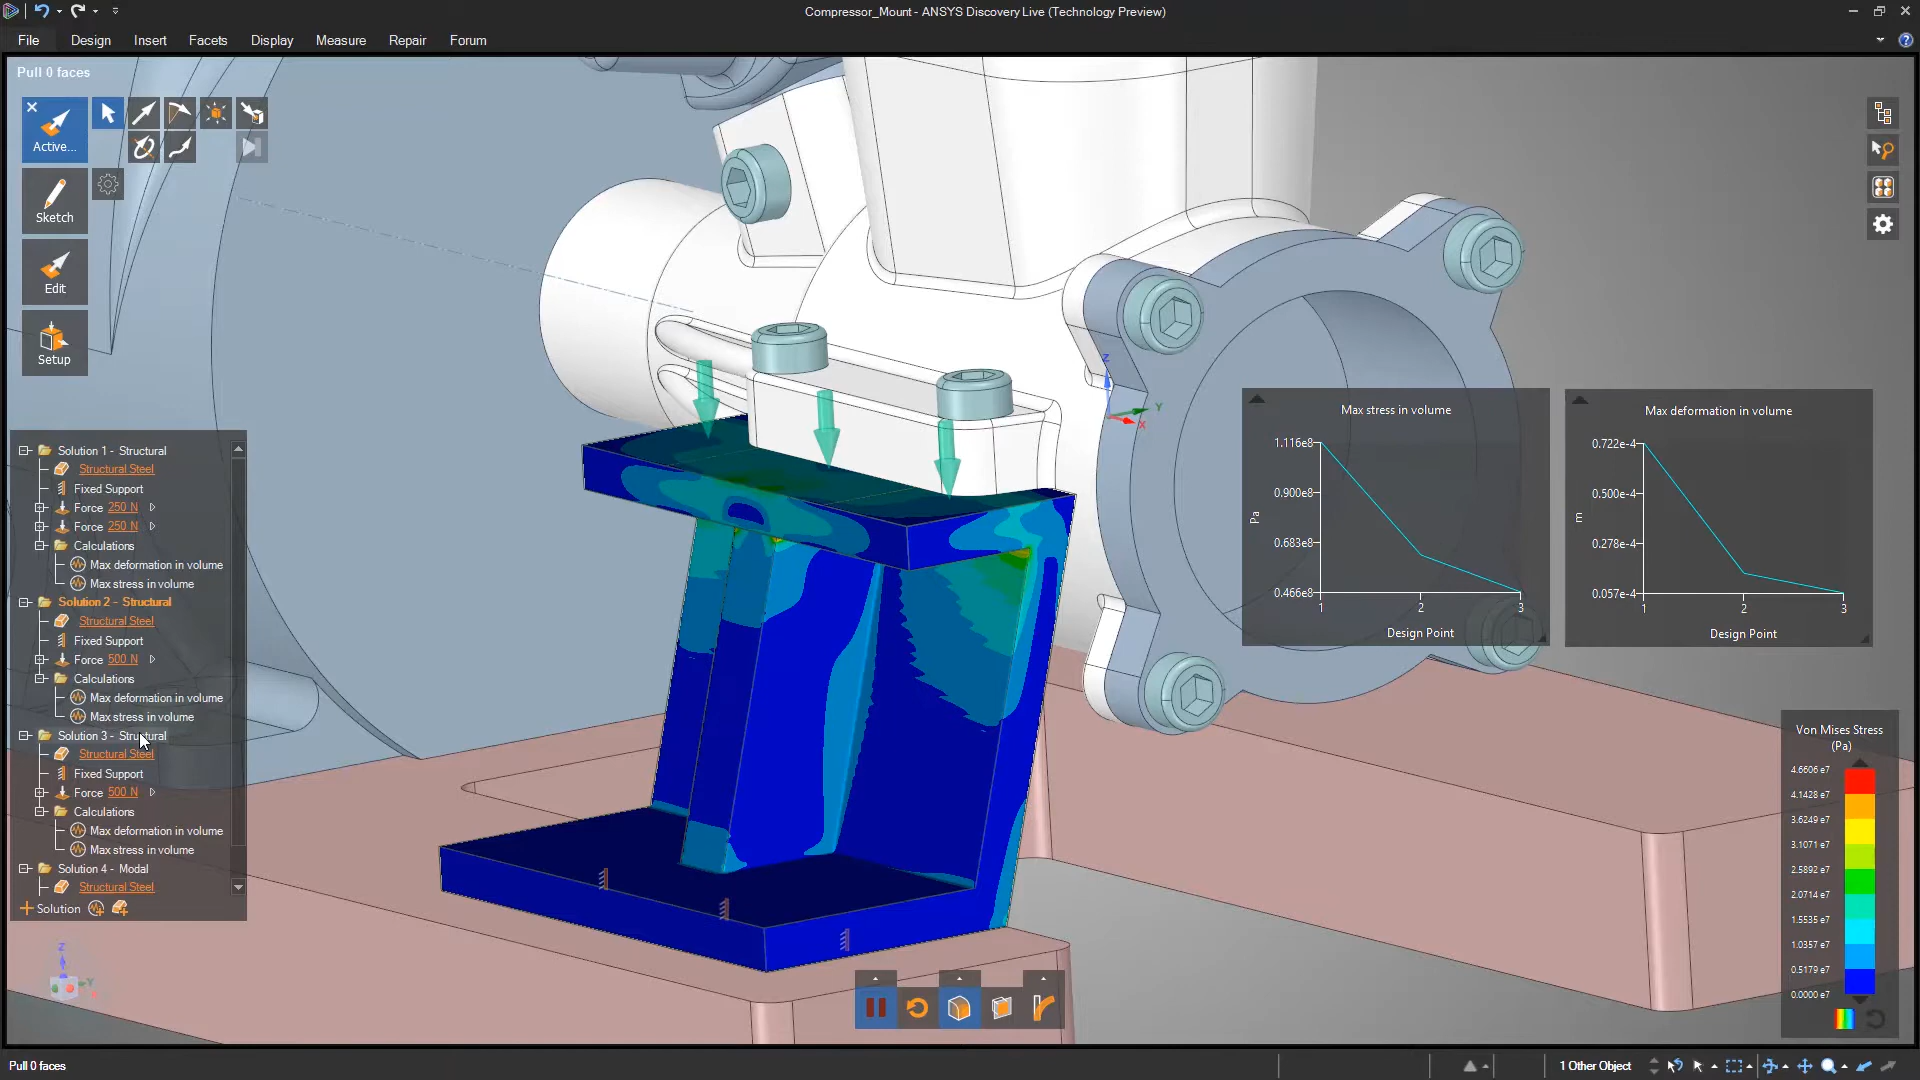 Compressor_Mount - ANSYS Discovery Live (Technology Preview)
File Design Insert Facets Display Measure Repair Forum
Pull 0 faces
Active...
Sketch
Edit
Setup
Solution 1 - Structural
Structural Steel
Fixed Support
Force 250 N
Force 250 N
Calculations
Max deformation in volume
Max stress in volume
Solution 2 - Structural
Structural Steel
Fixed Support
Force 500 N
Calculations
Max deformation in volume
Max stress in volume
Solution 3 - Structural
Structural Steel
Fixed Support
Force 500 N
Calculations
Max deformation in volume
Max stress in volume
Solution 4 - Modal
Structural Steel
Solution
Z
Y
Z
Y
X
Max stress in volume
1.116e8
0.900e8
0.683e8
0.466e8
Pa
1 2 3
Design Point
Max deformation in volume
0.722e-4
0.500e-4
0.278e-4
0.057e-4
m
1 2 3
Design Point
Von Mises Stress
(Pa)
4.6606 e7
4.1428 e7
3.6249 e7
3.1071 e7
2.5892 e7
2.0714 e7
1.5535 e7
1.0357 e7
0.5179 e7
0.0000 e7
Pull 0 faces
1 Other Object